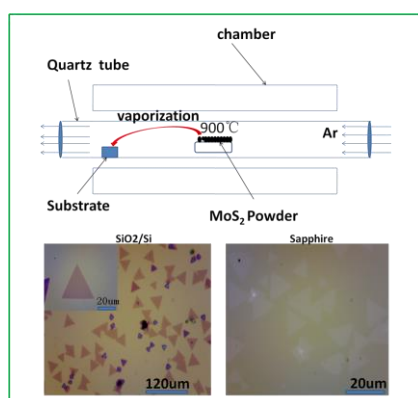 chamber
Quartz tube
vaporization
900℃
Ar
Substrate
MoS₂ Powder
SiO2/Si
Sapphire
20um
120um
20um